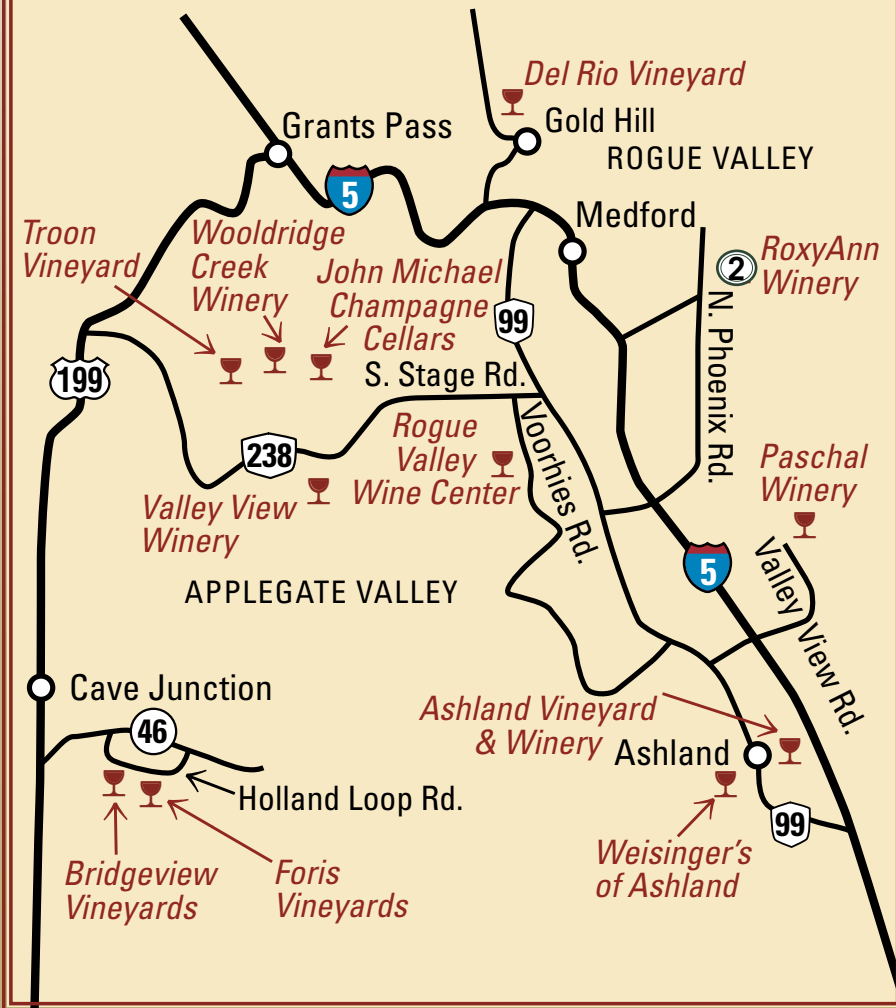 Del Rio Vineyard
Gold Hill
ROGUE VALLEY
Grants Pass
5
Medford
Troon
Vineyard
Wooldridge
Creek
Winery
John Michael
Champagne
Cellars
2
RoxyAnn
Winery
99
N. Phoenix Rd.
199
S. Stage Rd.
238
Rogue
Valley
Wine Center
Voorhies Rd.
Paschal
Winery
Valley View
Winery
5
Valley View Rd.
APPLEGATE VALLEY
Cave Junction
46
Holland Loop Rd.
Ashland Vineyard
& Winery
Ashland
99
Bridgeview
Vineyards
Foris
Vineyards
Weisinger's
of Ashland